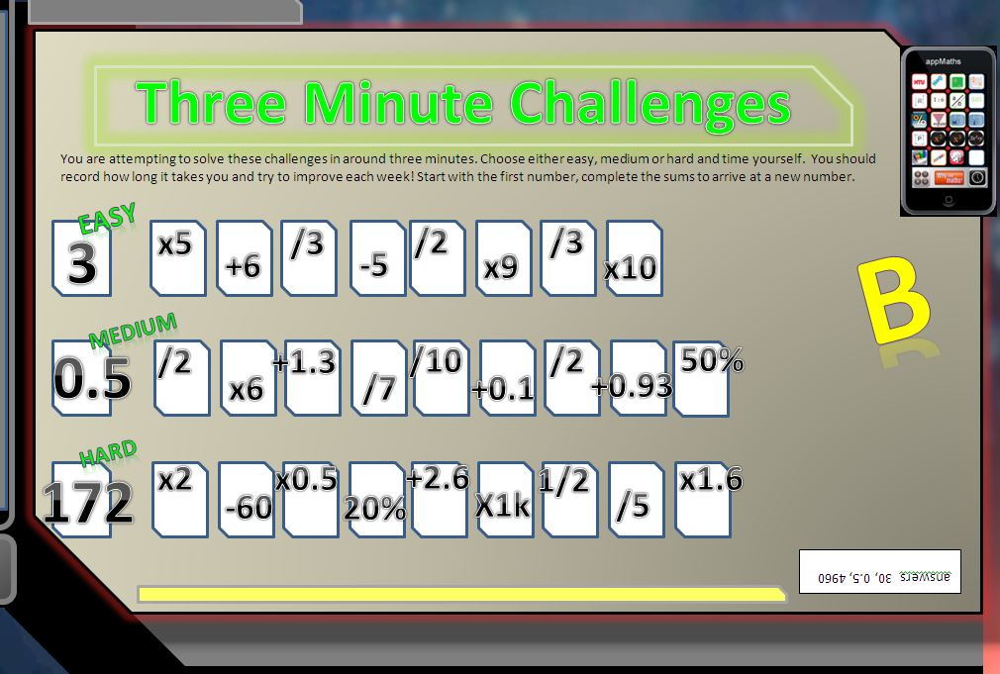 appMaths
Three Minute Challenges
You are attempting to solve these challenges in around three minutes. Choose either easy, medium or hard and time yourself. You should
record how long it takes you and try to improve each week! Start with the first number, complete the sums to arrive at a new number.
EASY
3 x5 +6 /3 -5 /2 x9 /3 x10
B
MEDIUM
0.5 /2 x6 +1.3 /7 /10 +0.1 /2 +0.93 50%
HARD
172 x2 -60 x0.5 20% +2.6 X1k 1/2 /5 x1.6
answers 30, 0.5, 4960